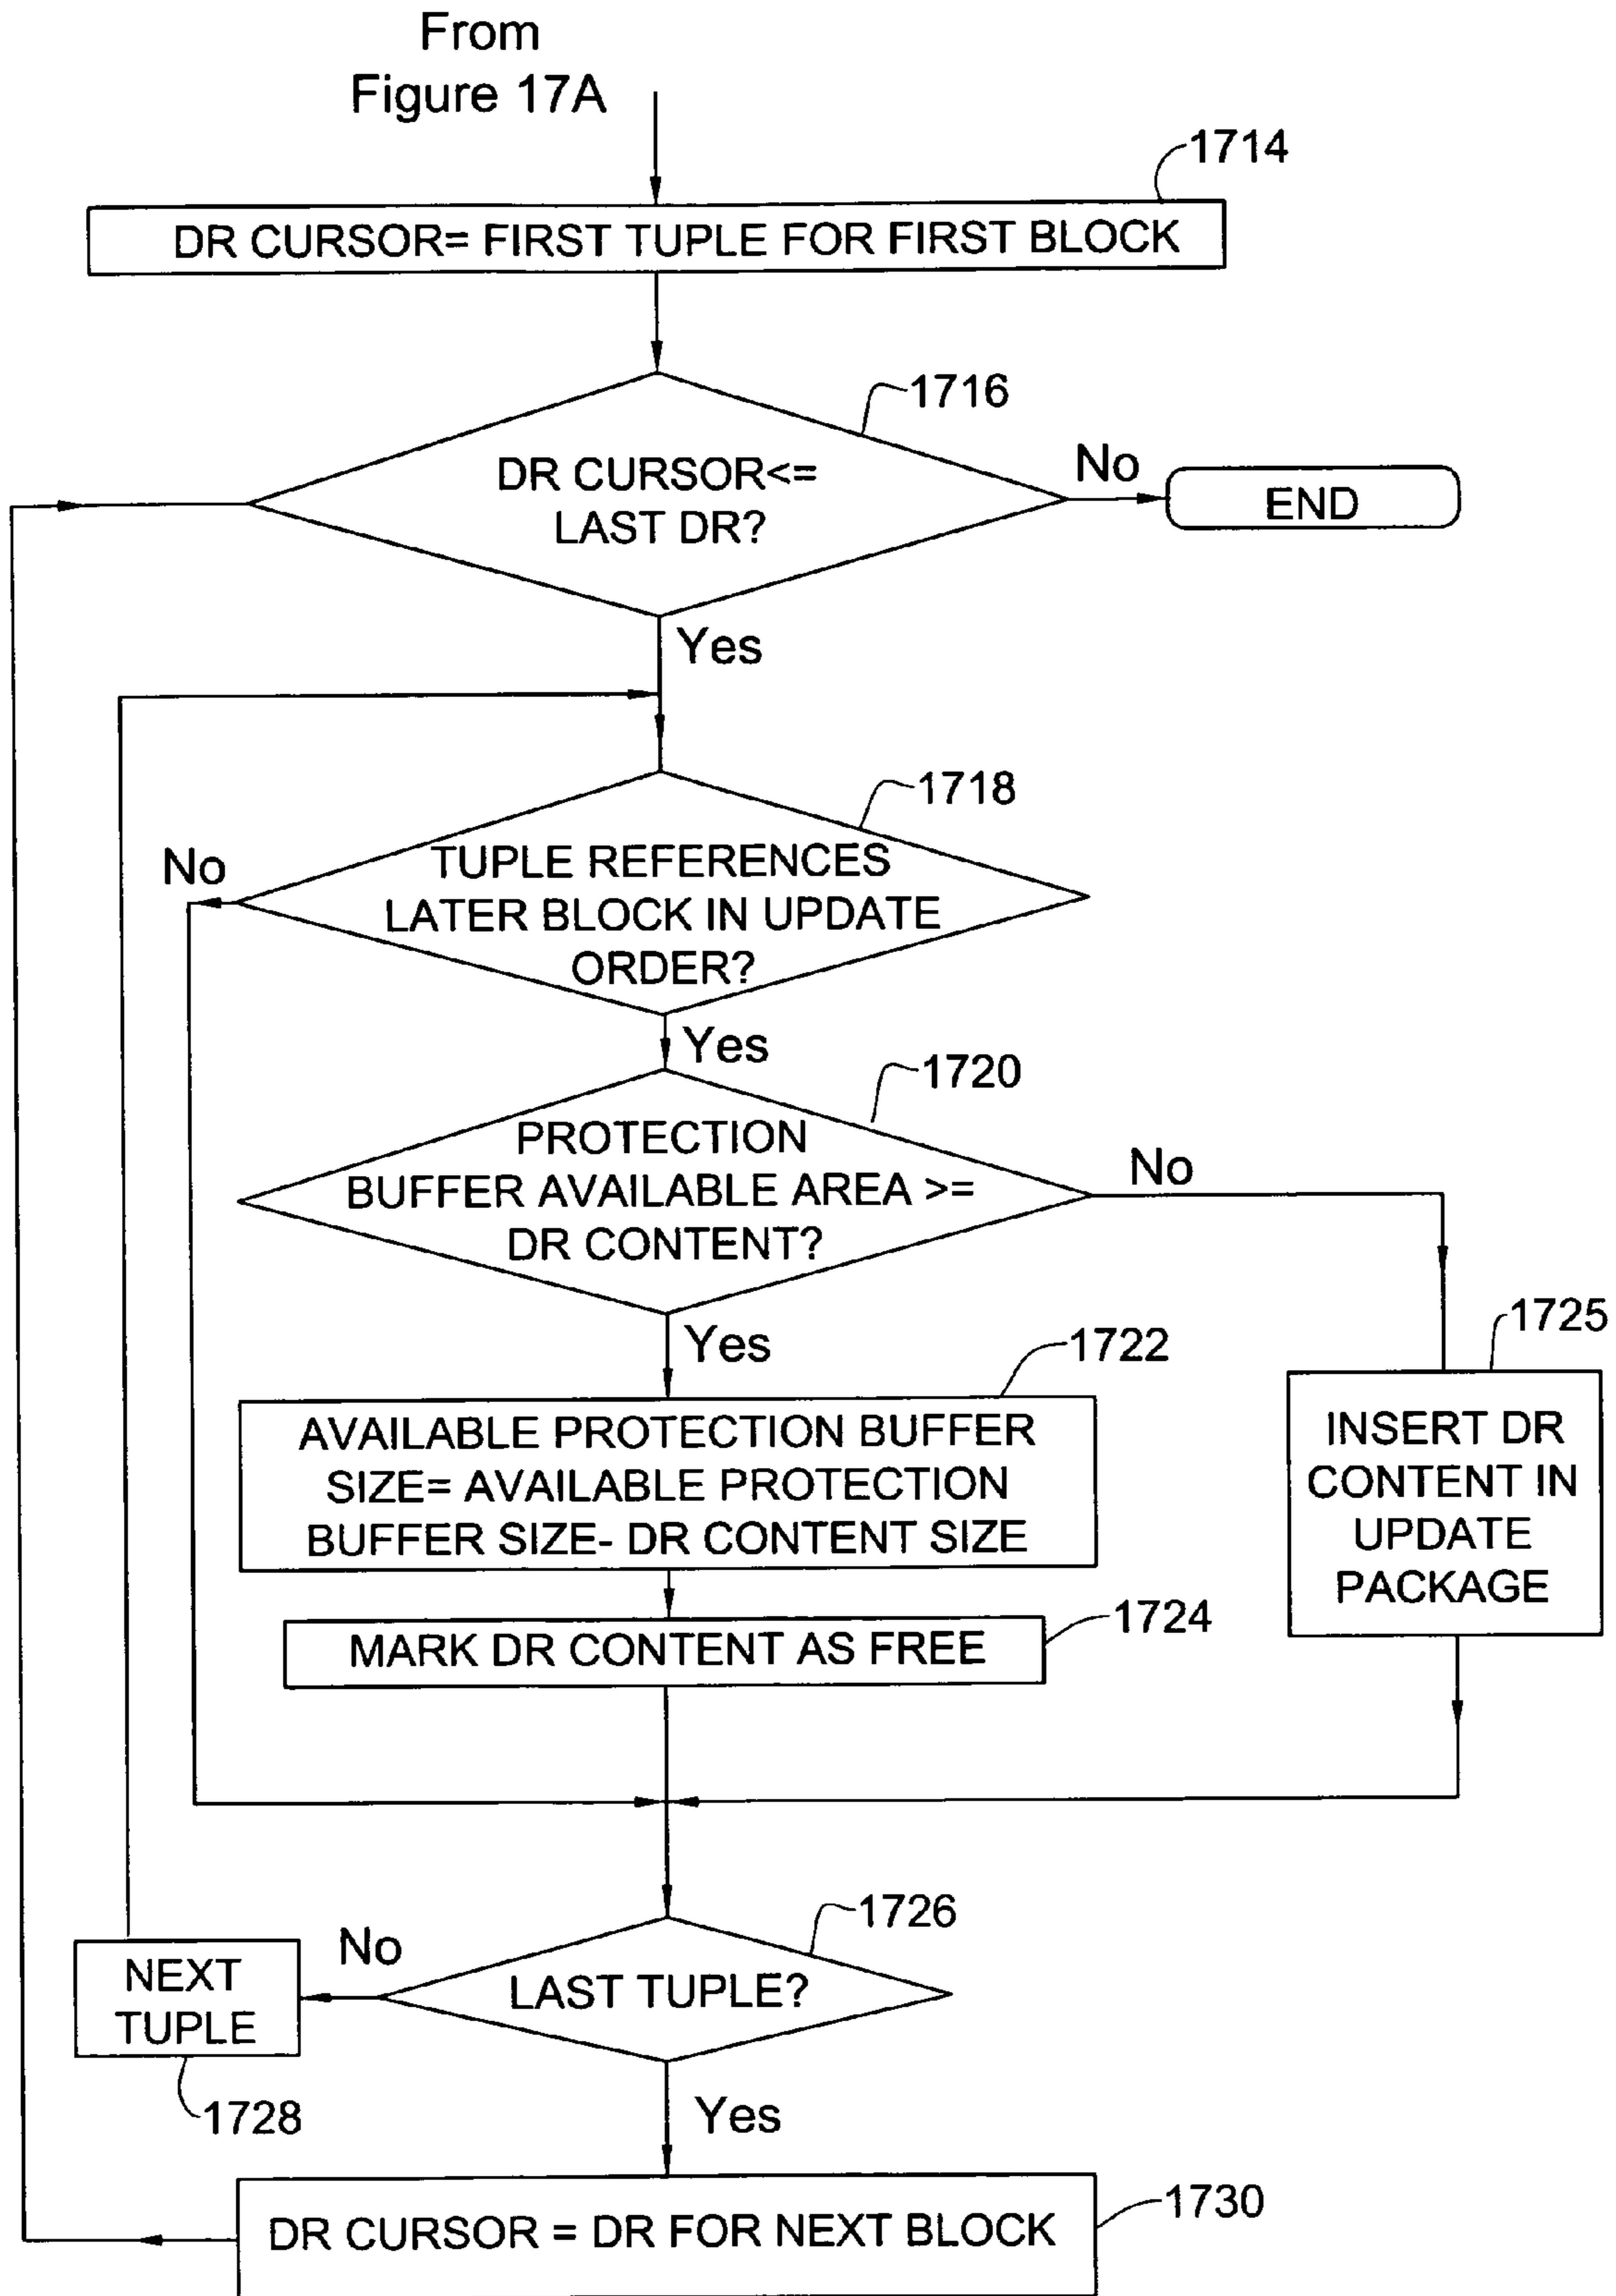 From
Figure 17A
1714
DR CURSOR= FIRST TUPLE FOR FIRST BLOCK
1716
DR CURSOR<=
LAST DR?
No
END
Yes
1718
No
TUPLE REFERENCES
LATER BLOCK IN UPDATE
ORDER?
Yes
1720
PROTECTION
BUFFER AVAILABLE AREA >=
DR CONTENT?
No
Yes
1722
1725
AVAILABLE PROTECTION BUFFER
SIZE= AVAILABLE PROTECTION
BUFFER SIZE- DR CONTENT SIZE
INSERT DR
CONTENT IN
UPDATE
PACKAGE
1724
MARK DR CONTENT AS FREE
1726
LAST TUPLE?
No
NEXT
TUPLE
1728
Yes
1730
DR CURSOR = DR FOR NEXT BLOCK